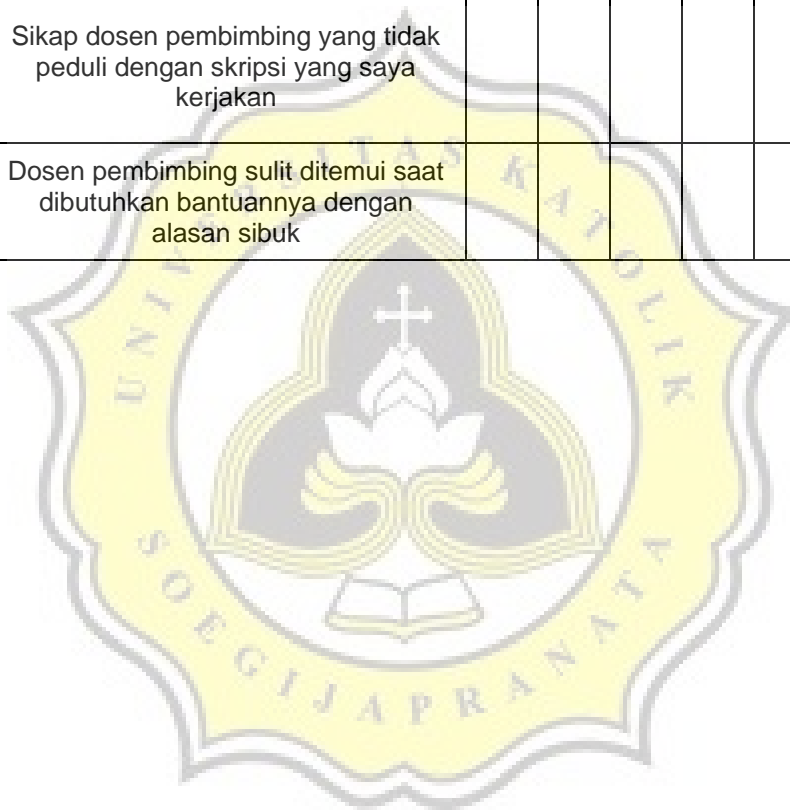 Sikap dosen pembimbing yang tidak
peduli dengan skripsi yang saya
kerjakan
Dosen pembimbing sulit ditemui saat
dibutuhkan bantuannya dengan
alasan sibuk
UNIVERSITAS KATOLIK
SOEGIJAPRANATA